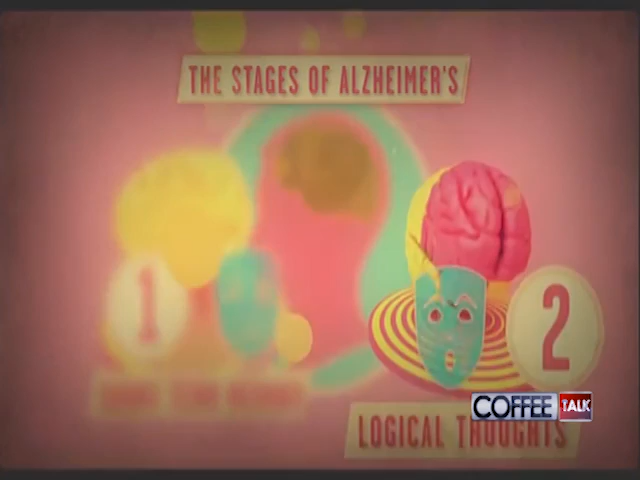 THE STAGES OF ALZHEIMER'S
1
2
COFFEE TALK
LOGICAL THOUGHTS